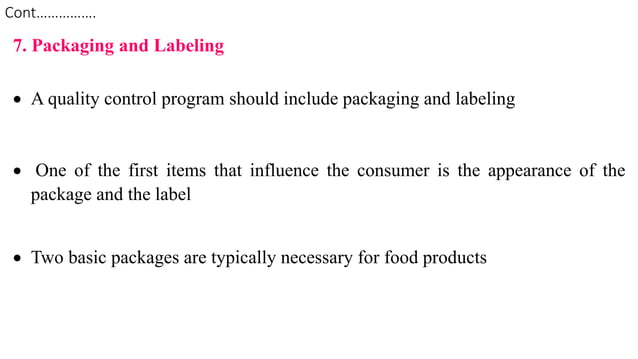 Cont…………….
7. Packaging and Labeling
• A quality control program should include packaging and labeling
• One of the first items that influence the consumer is the appearance of the
package and the label
• Two basic packages are typically necessary for food products